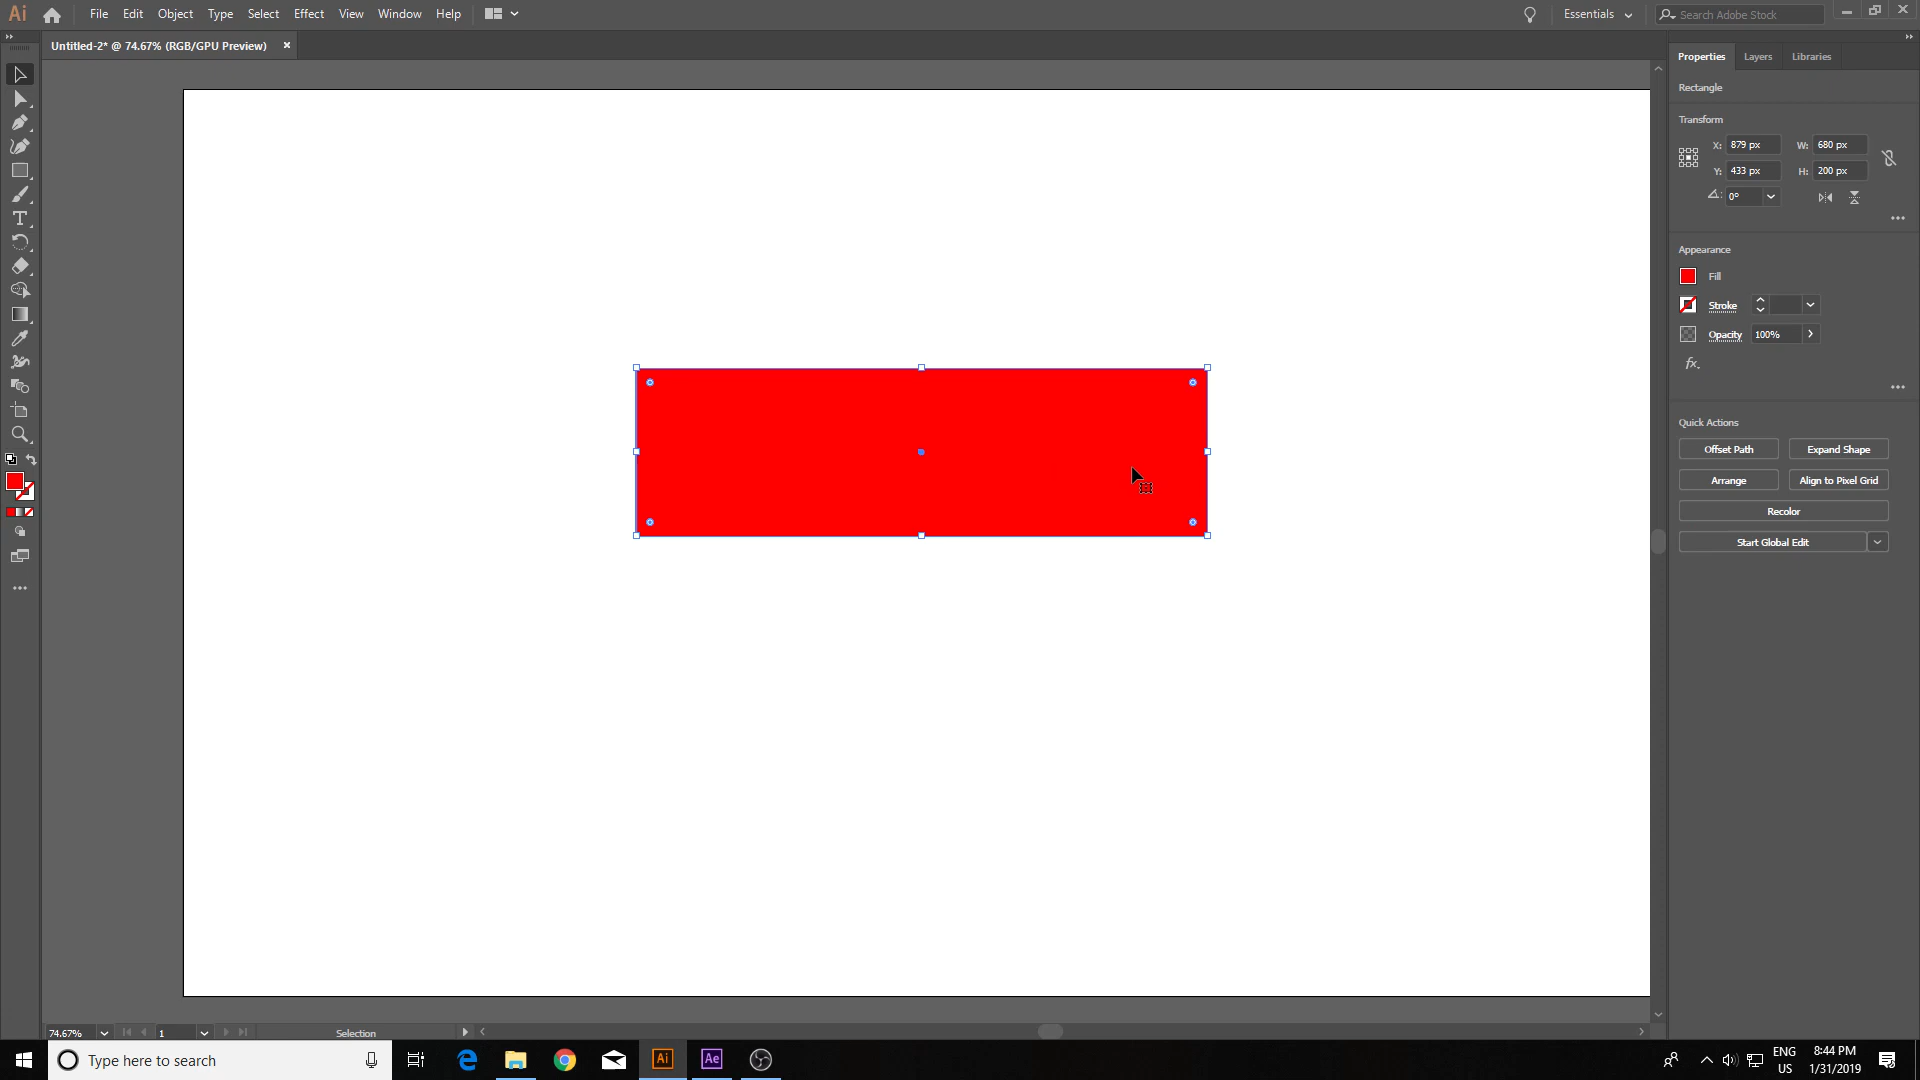 Ai File Edit Object Type Select Effect View Window Help Essentials Search Adobe Stock
Untitled-2* @ 74.67% (RGB/GPU Preview) ×
Properties Layers Libraries
Rectangle
Transform
X: 879 px W: 680 px
Y: 433 px H: 200 px
0°
Appearance
Fill
Stroke
Opacity 100%
fx.
Quick Actions
Offset Path Expand Shape
Arrange Align to Pixel Grid
Recolor
Start Global Edit
T
74.67% 1 Selection
Type here to search Ai Ae
ENG
US
8:44 PM
1/31/2019